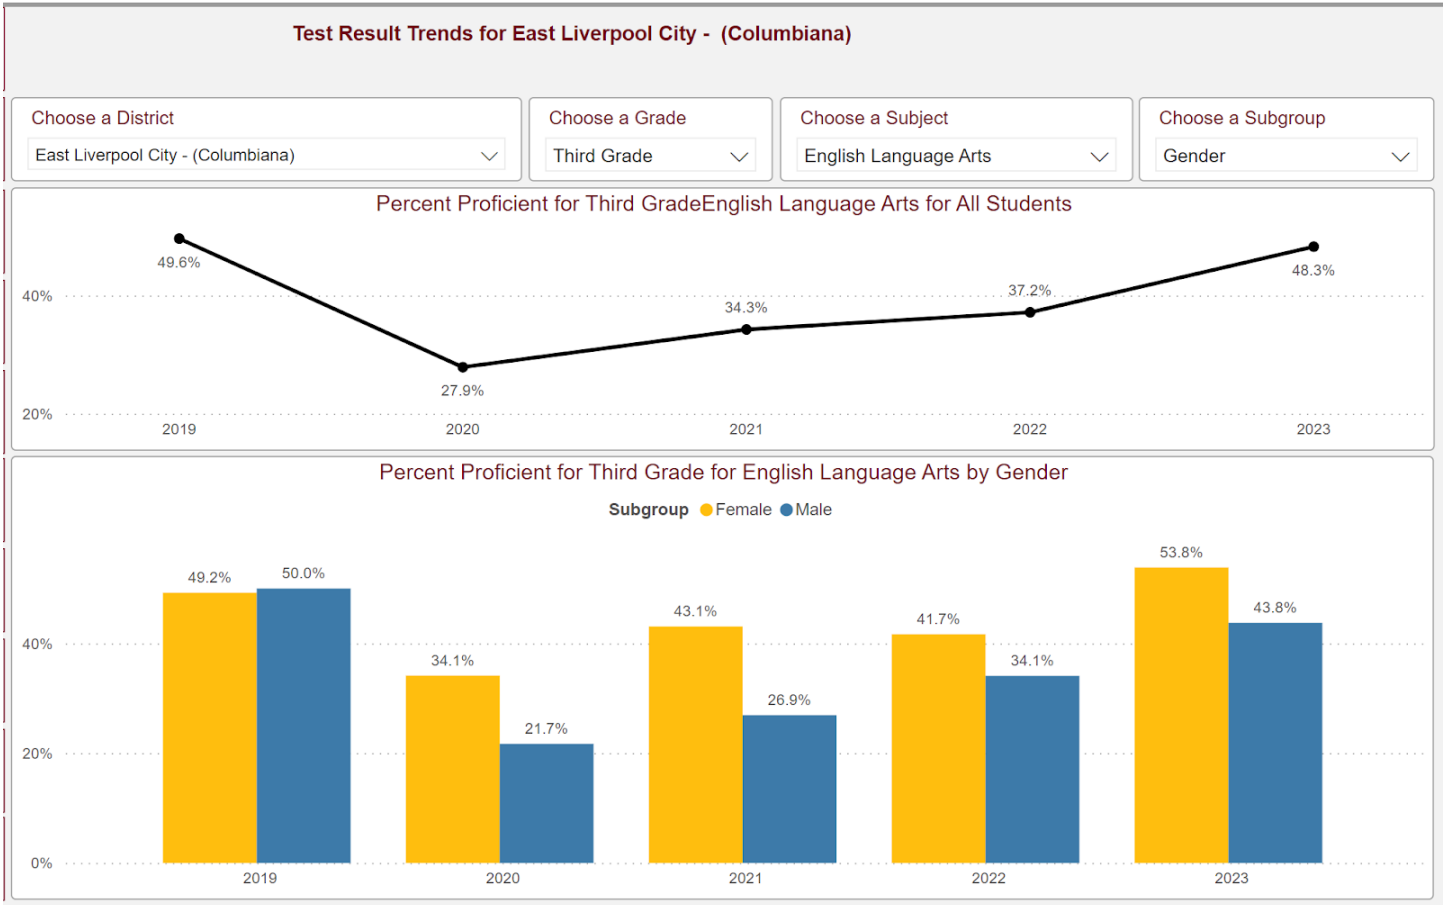 Test Result Trends for East Liverpool City -  (Columbiana)
Choose a District
East Liverpool City - (Columbiana)
Choose a Grade
Third Grade
Choose a Subject
English Language Arts
Choose a Subgroup
Gender
Percent Proficient for Third GradeEnglish Language Arts for All Students
49.6%
48.3%
40%
37.2%
34.3%
27.9%
20%
2019 2020 2021 2022 2023
Percent Proficient for Third Grade for English Language Arts by Gender
Subgroup Female Male
53.8%
49.2% 50.0%
43.1% 41.7% 43.8%
40%
34.1% 34.1%
26.9%
21.7%
20%
0%
2019 2020 2021 2022 2023